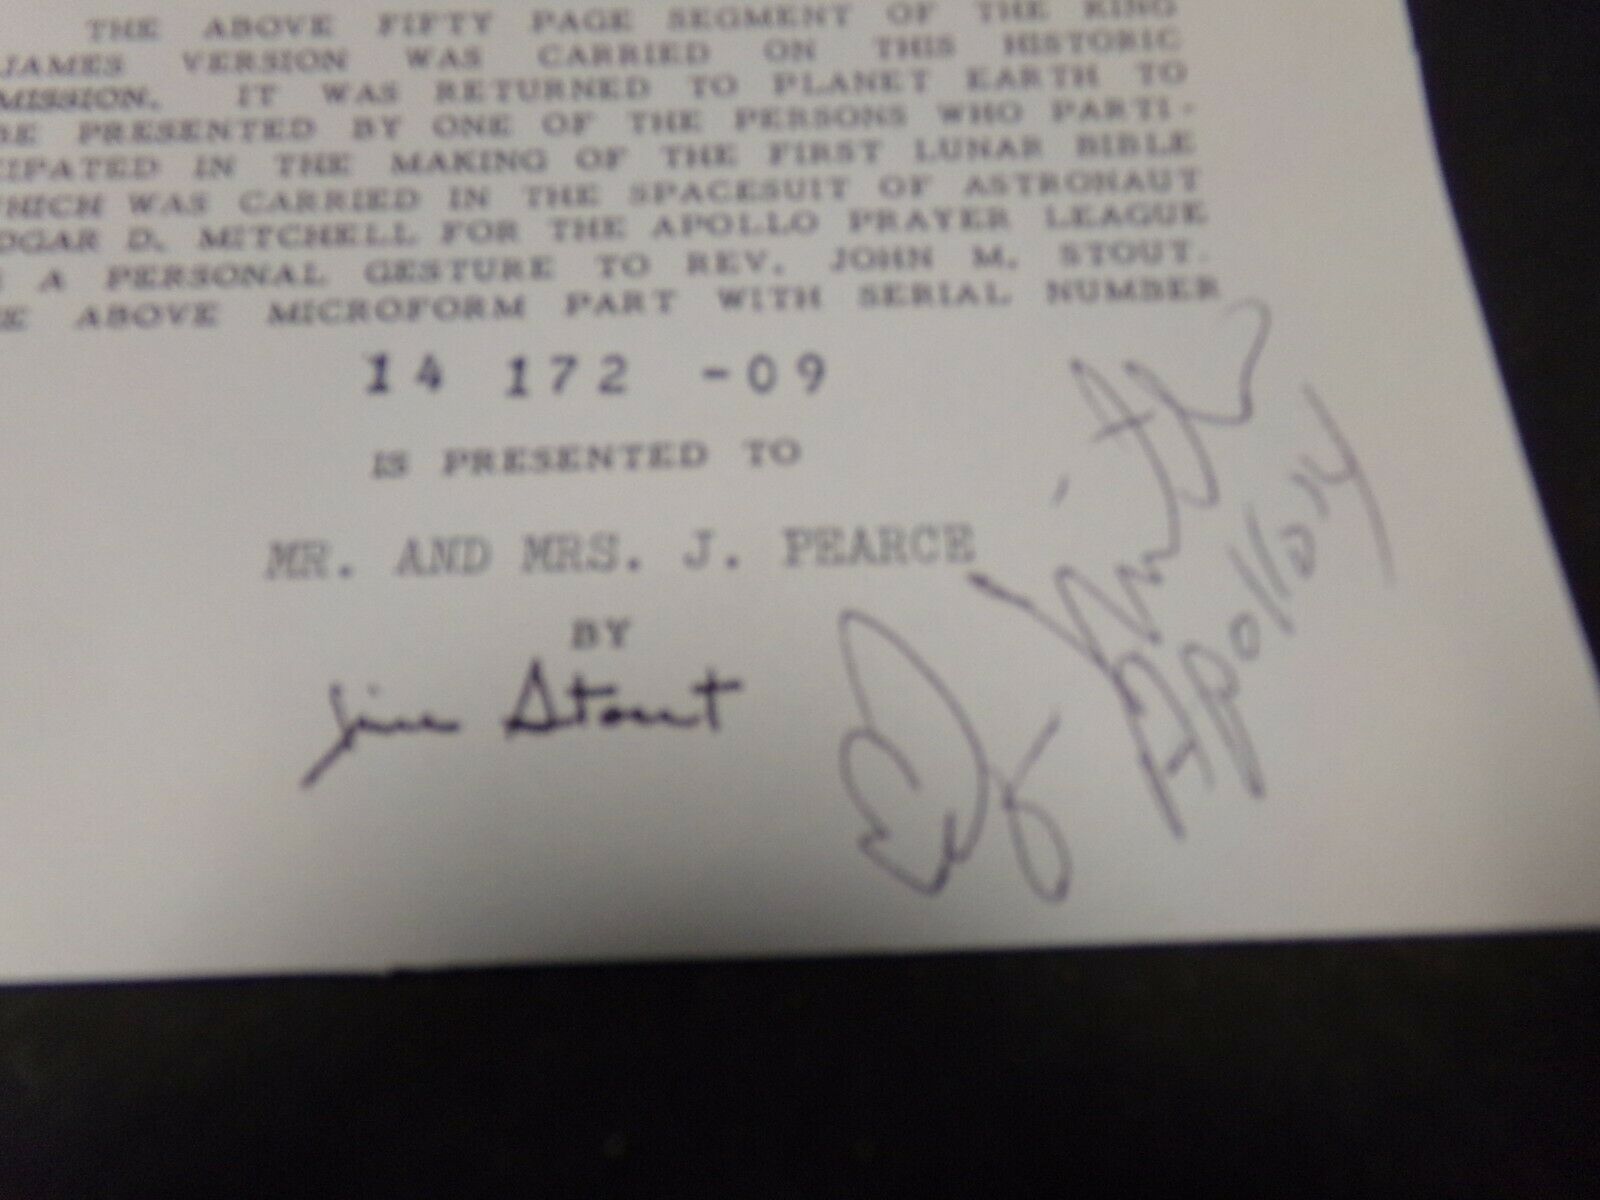 THE ABOVE FIFTY PAGE SEGMENT OF THE KING
JAMES VERSION WAS CARRIED ON THIS HISTORIC
MISSION. IT WAS RETURNED TO PLANET EARTH TO
BE PRESENTED BY ONE OF THE PERSONS WHO PARTI-
CIPATED IN THE MAKING OF THE FIRST LUNAR BIBLE
WHICH WAS CARRIED IN THE SPACESUIT OF ASTRONAUT
EDGAR D. MITCHELL FOR THE APOLLO PRAYER LEAGUE
A PERSONAL GESTURE TO REV. JOHN M. STOUT.
ABOVE MICROFORM PART WITH SERIAL NUMBER
14 172 -09
IS PRESENTED TO
MR. AND MRS. J. PEARCE
BY
Jim Stout
Apollo 14